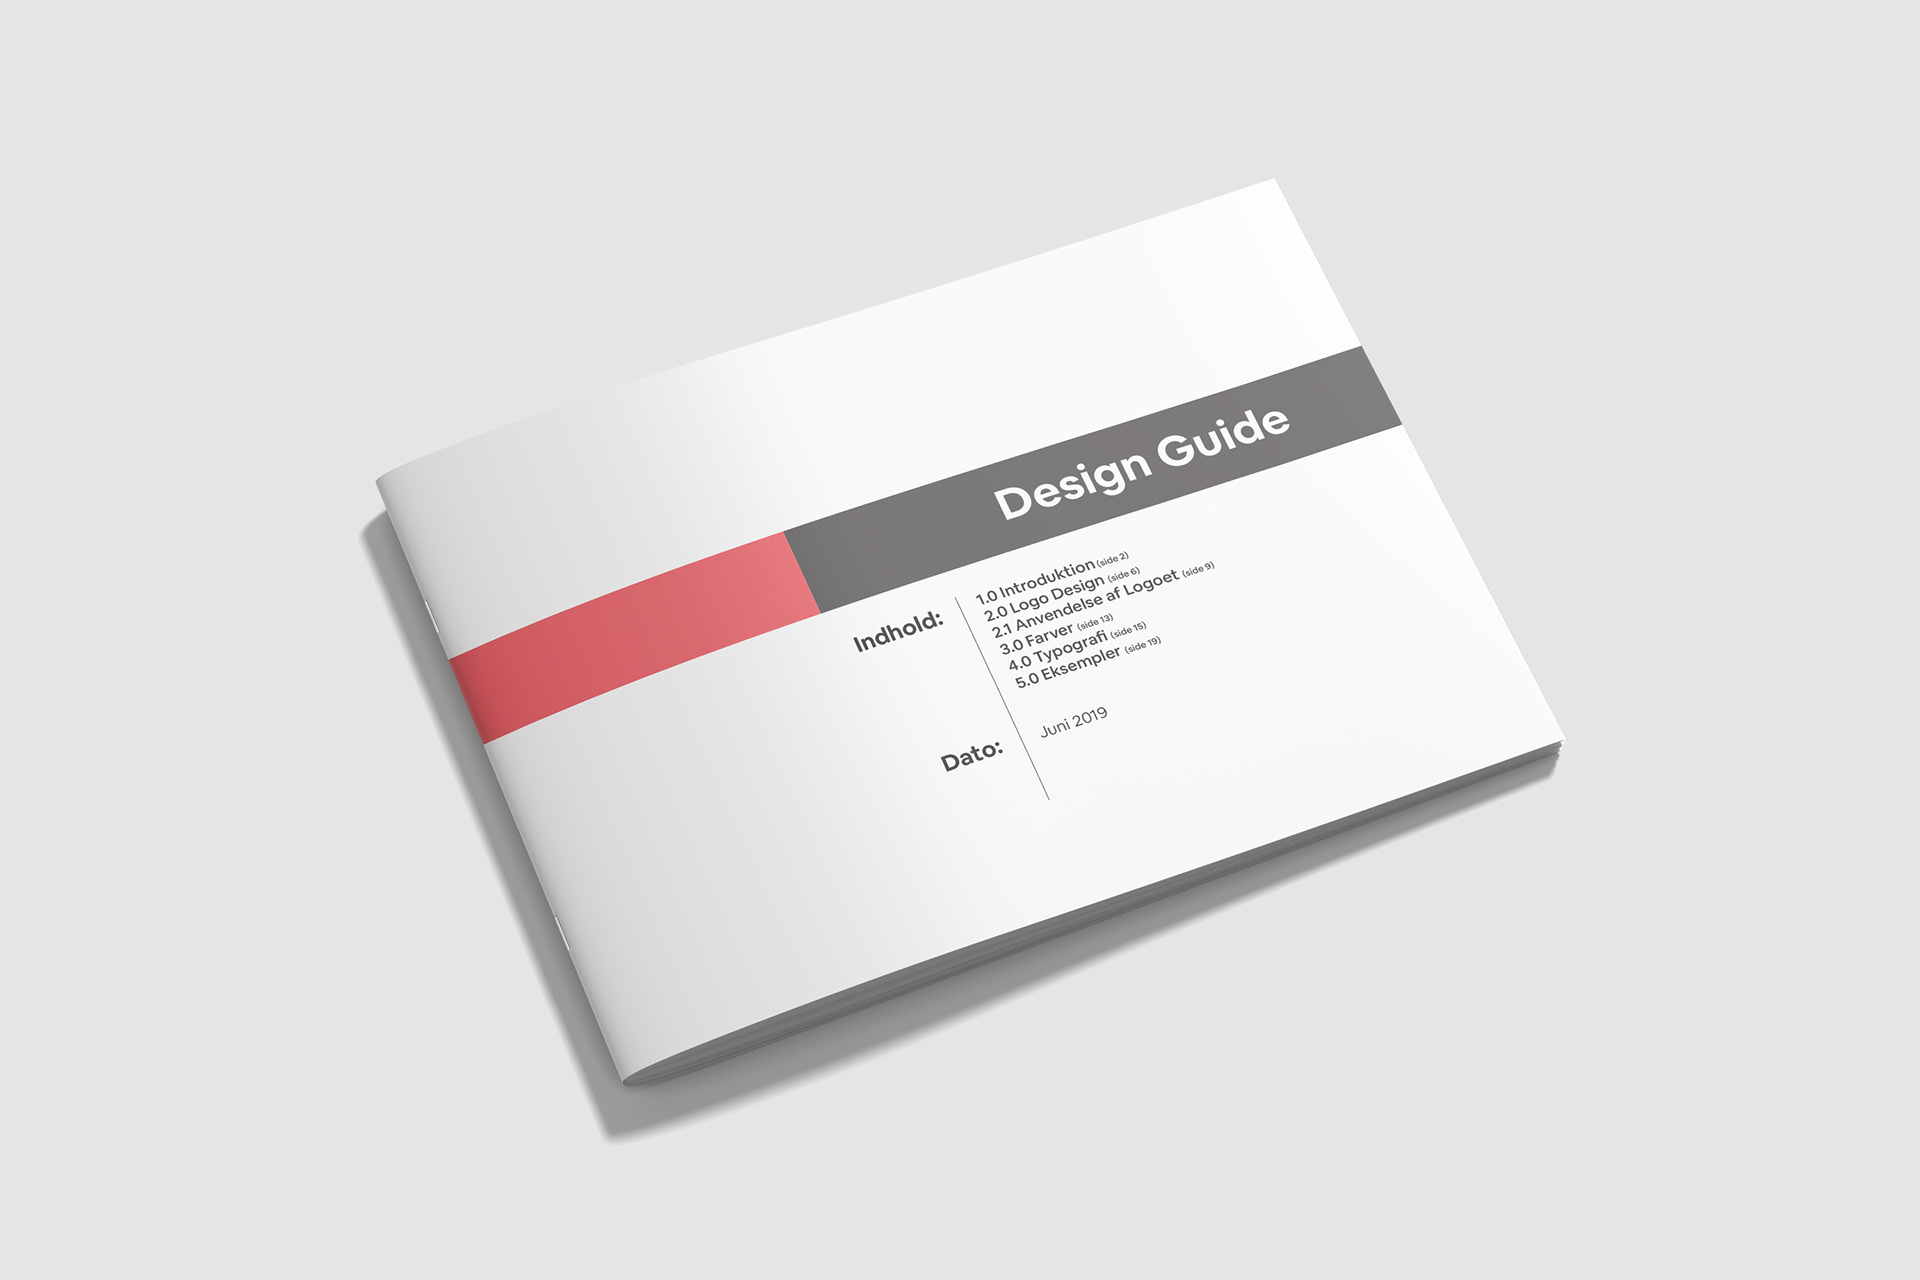 Design Guide
Indhold:
1.0 Introduktion (side 2)
2.0 Logo Design (side 6)
2.1 Anvendelse af Logoet (side 9)
3.0 Farver (side 13)
4.0 Typografi (side 15)
5.0 Eksempler (side 19)
Dato:
Juni 2019